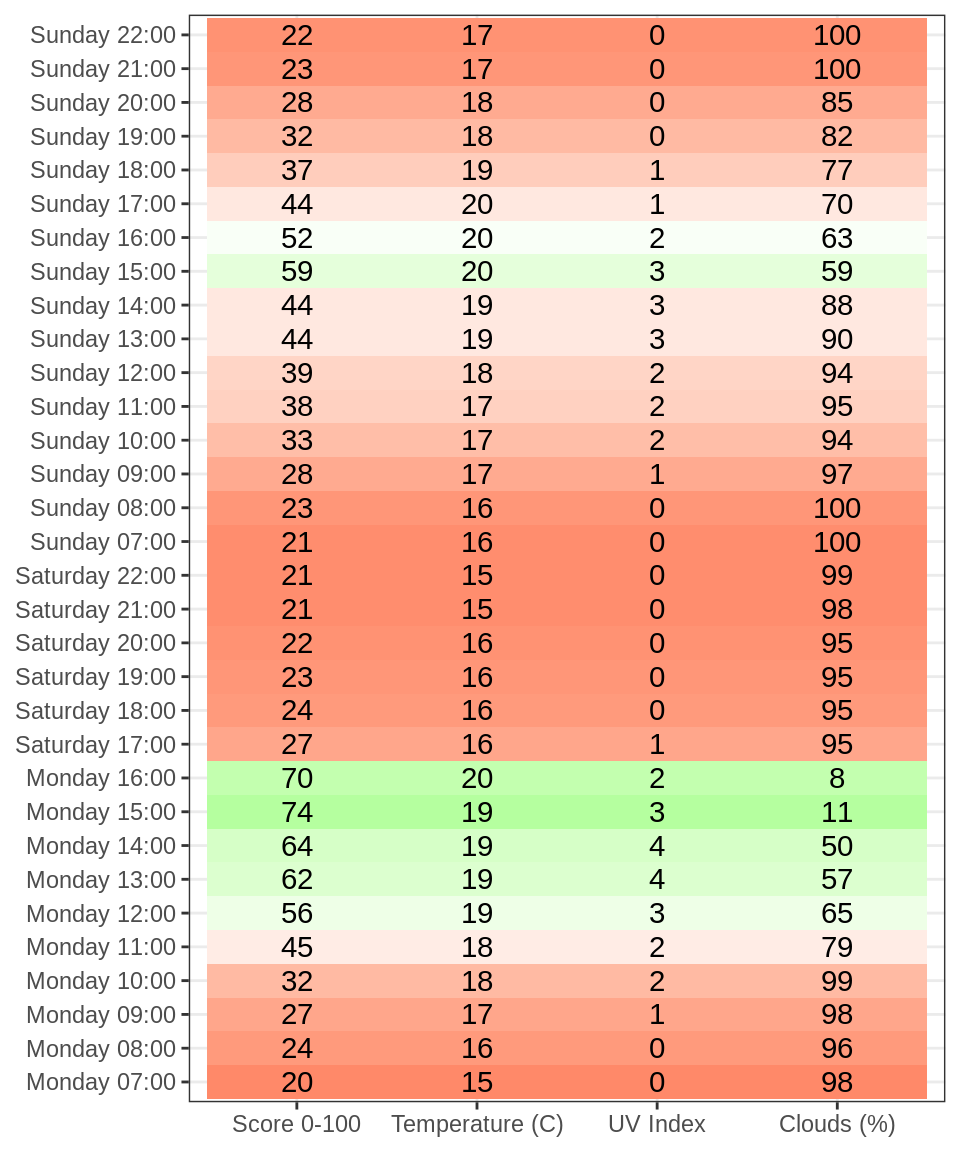 Sunday 22:00 22 17 0 100
Sunday 21:00 23 17 0 100
Sunday 20:00 28 18 0 85
Sunday 19:00 32 18 0 82
Sunday 18:00 37 19 1 77
Sunday 17:00 44 20 1 70
Sunday 16:00 52 20 2 63
Sunday 15:00 59 20 3 59
Sunday 14:00 44 19 3 88
Sunday 13:00 44 19 3 90
Sunday 12:00 39 18 2 94
Sunday 11:00 38 17 2 95
Sunday 10:00 33 17 2 94
Sunday 09:00 28 17 1 97
Sunday 08:00 23 16 0 100
Sunday 07:00 21 16 0 100
Saturday 22:00 21 15 0 99
Saturday 21:00 21 15 0 98
Saturday 20:00 22 16 0 95
Saturday 19:00 23 16 0 95
Saturday 18:00 24 16 0 95
Saturday 17:00 27 16 1 95
Monday 16:00 70 20 2 8
Monday 15:00 74 19 3 11
Monday 14:00 64 19 4 50
Monday 13:00 62 19 4 57
Monday 12:00 56 19 3 65
Monday 11:00 45 18 2 79
Monday 10:00 32 18 2 99
Monday 09:00 27 17 1 98
Monday 08:00 24 16 0 96
Monday 07:00 20 15 0 98
Score 0-100 Temperature (C) UV Index Clouds (%)